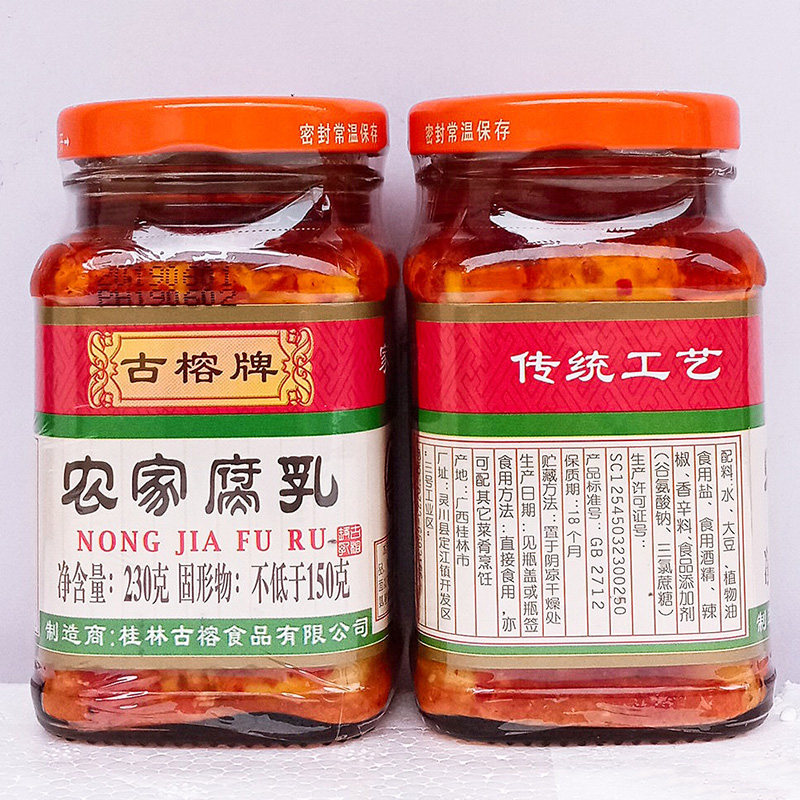 密封常温保存
20190601
BA190602
古榕牌
农家腐乳
NONG JIA FU RU
净含量：230克 固形物：不低于150克
制造商：桂林古榕食品有限公司
密封常温保存
传统工艺
配料：水、大豆、植物油
食用盐、食用酒精、辣
椒、香辛料、食品添加剂
（谷氨酸钠、三氯蔗糖）
生产许可证号：
SC12545032300250
产品标准号：GB 2712
保质期：18个月
贮藏方法：置于阴凉干燥处
生产日期：见瓶盖或瓶签
食用方法：直接食用，亦
可配其它菜肴烹饪
产地：广西桂林市
厂址：灵川县定江镇开发区
三号工业区
制